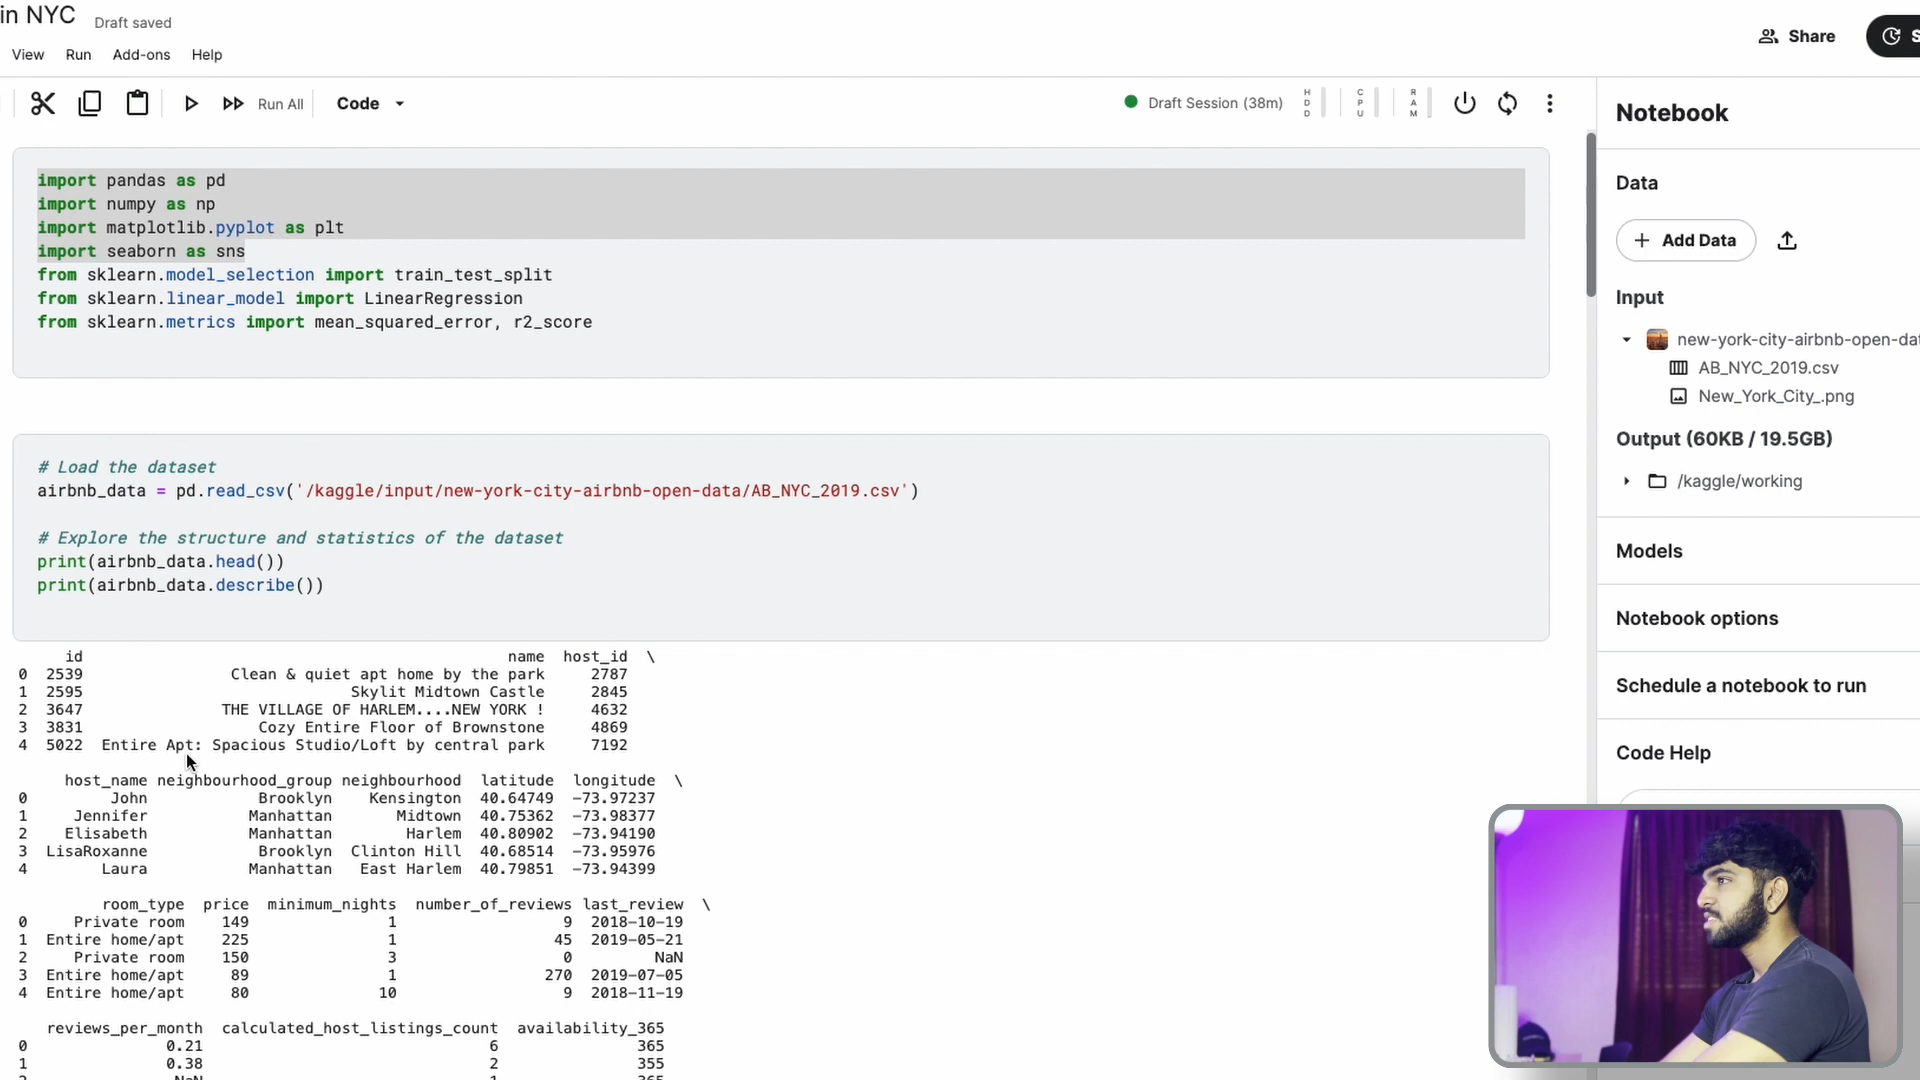 in NYC Draft saved
View Run Add-ons Help
Share
Run All Code Draft Session (38m) HDD CPU RAM
import pandas as pd
import numpy as np
import matplotlib.pyplot as plt
import seaborn as sns
from sklearn.model_selection import train_test_split
from sklearn.linear_model import LinearRegression
from sklearn.metrics import mean_squared_error, r2_score
# Load the dataset
airbnb_data = pd.read_csv('/kaggle/input/new-york-city-airbnb-open-data/AB_NYC_2019.csv')
# Explore the structure and statistics of the dataset
print(airbnb_data.head())
print(airbnb_data.describe())
id name host_id \
0 2539 Clean & quiet apt home by the park 2787
1 2595 Skylit Midtown Castle 2845
2 3647 THE VILLAGE OF HARLEM....NEW YORK ! 4632
3 3831 Cozy Entire Floor of Brownstone 4869
4 5022 Entire Apt: Spacious Studio/Loft by central park 7192
host_name neighbourhood_group neighbourhood latitude longitude \
0 John Brooklyn Kensington 40.64749 -73.97237
1 Jennifer Manhattan Midtown 40.75362 -73.98377
2 Elisabeth Manhattan Harlem 40.80902 -73.94190
3 LisaRoxanne Brooklyn Clinton Hill 40.68514 -73.95976
4 Laura Manhattan East Harlem 40.79851 -73.94399
room_type price minimum_nights number_of_reviews last_review \
0 Private room 149 1 9 2018-10-19
1 Entire home/apt 225 1 45 2019-05-21
2 Private room 150 3 0 NaN
3 Entire home/apt 89 1 270 2019-07-05
4 Entire home/apt 80 10 9 2018-11-19
reviews_per_month calculated_host_listings_count availability_365
0 0.21 6 365
1 0.38 2 355
2 NaN 1 365
Notebook
Data
+ Add Data
Input
new-york-city-airbnb-open-dat
AB_NYC_2019.csv
New_York_City_.png
Output (60KB / 19.5GB)
/kaggle/working
Models
Notebook options
Schedule a notebook to run
Code Help